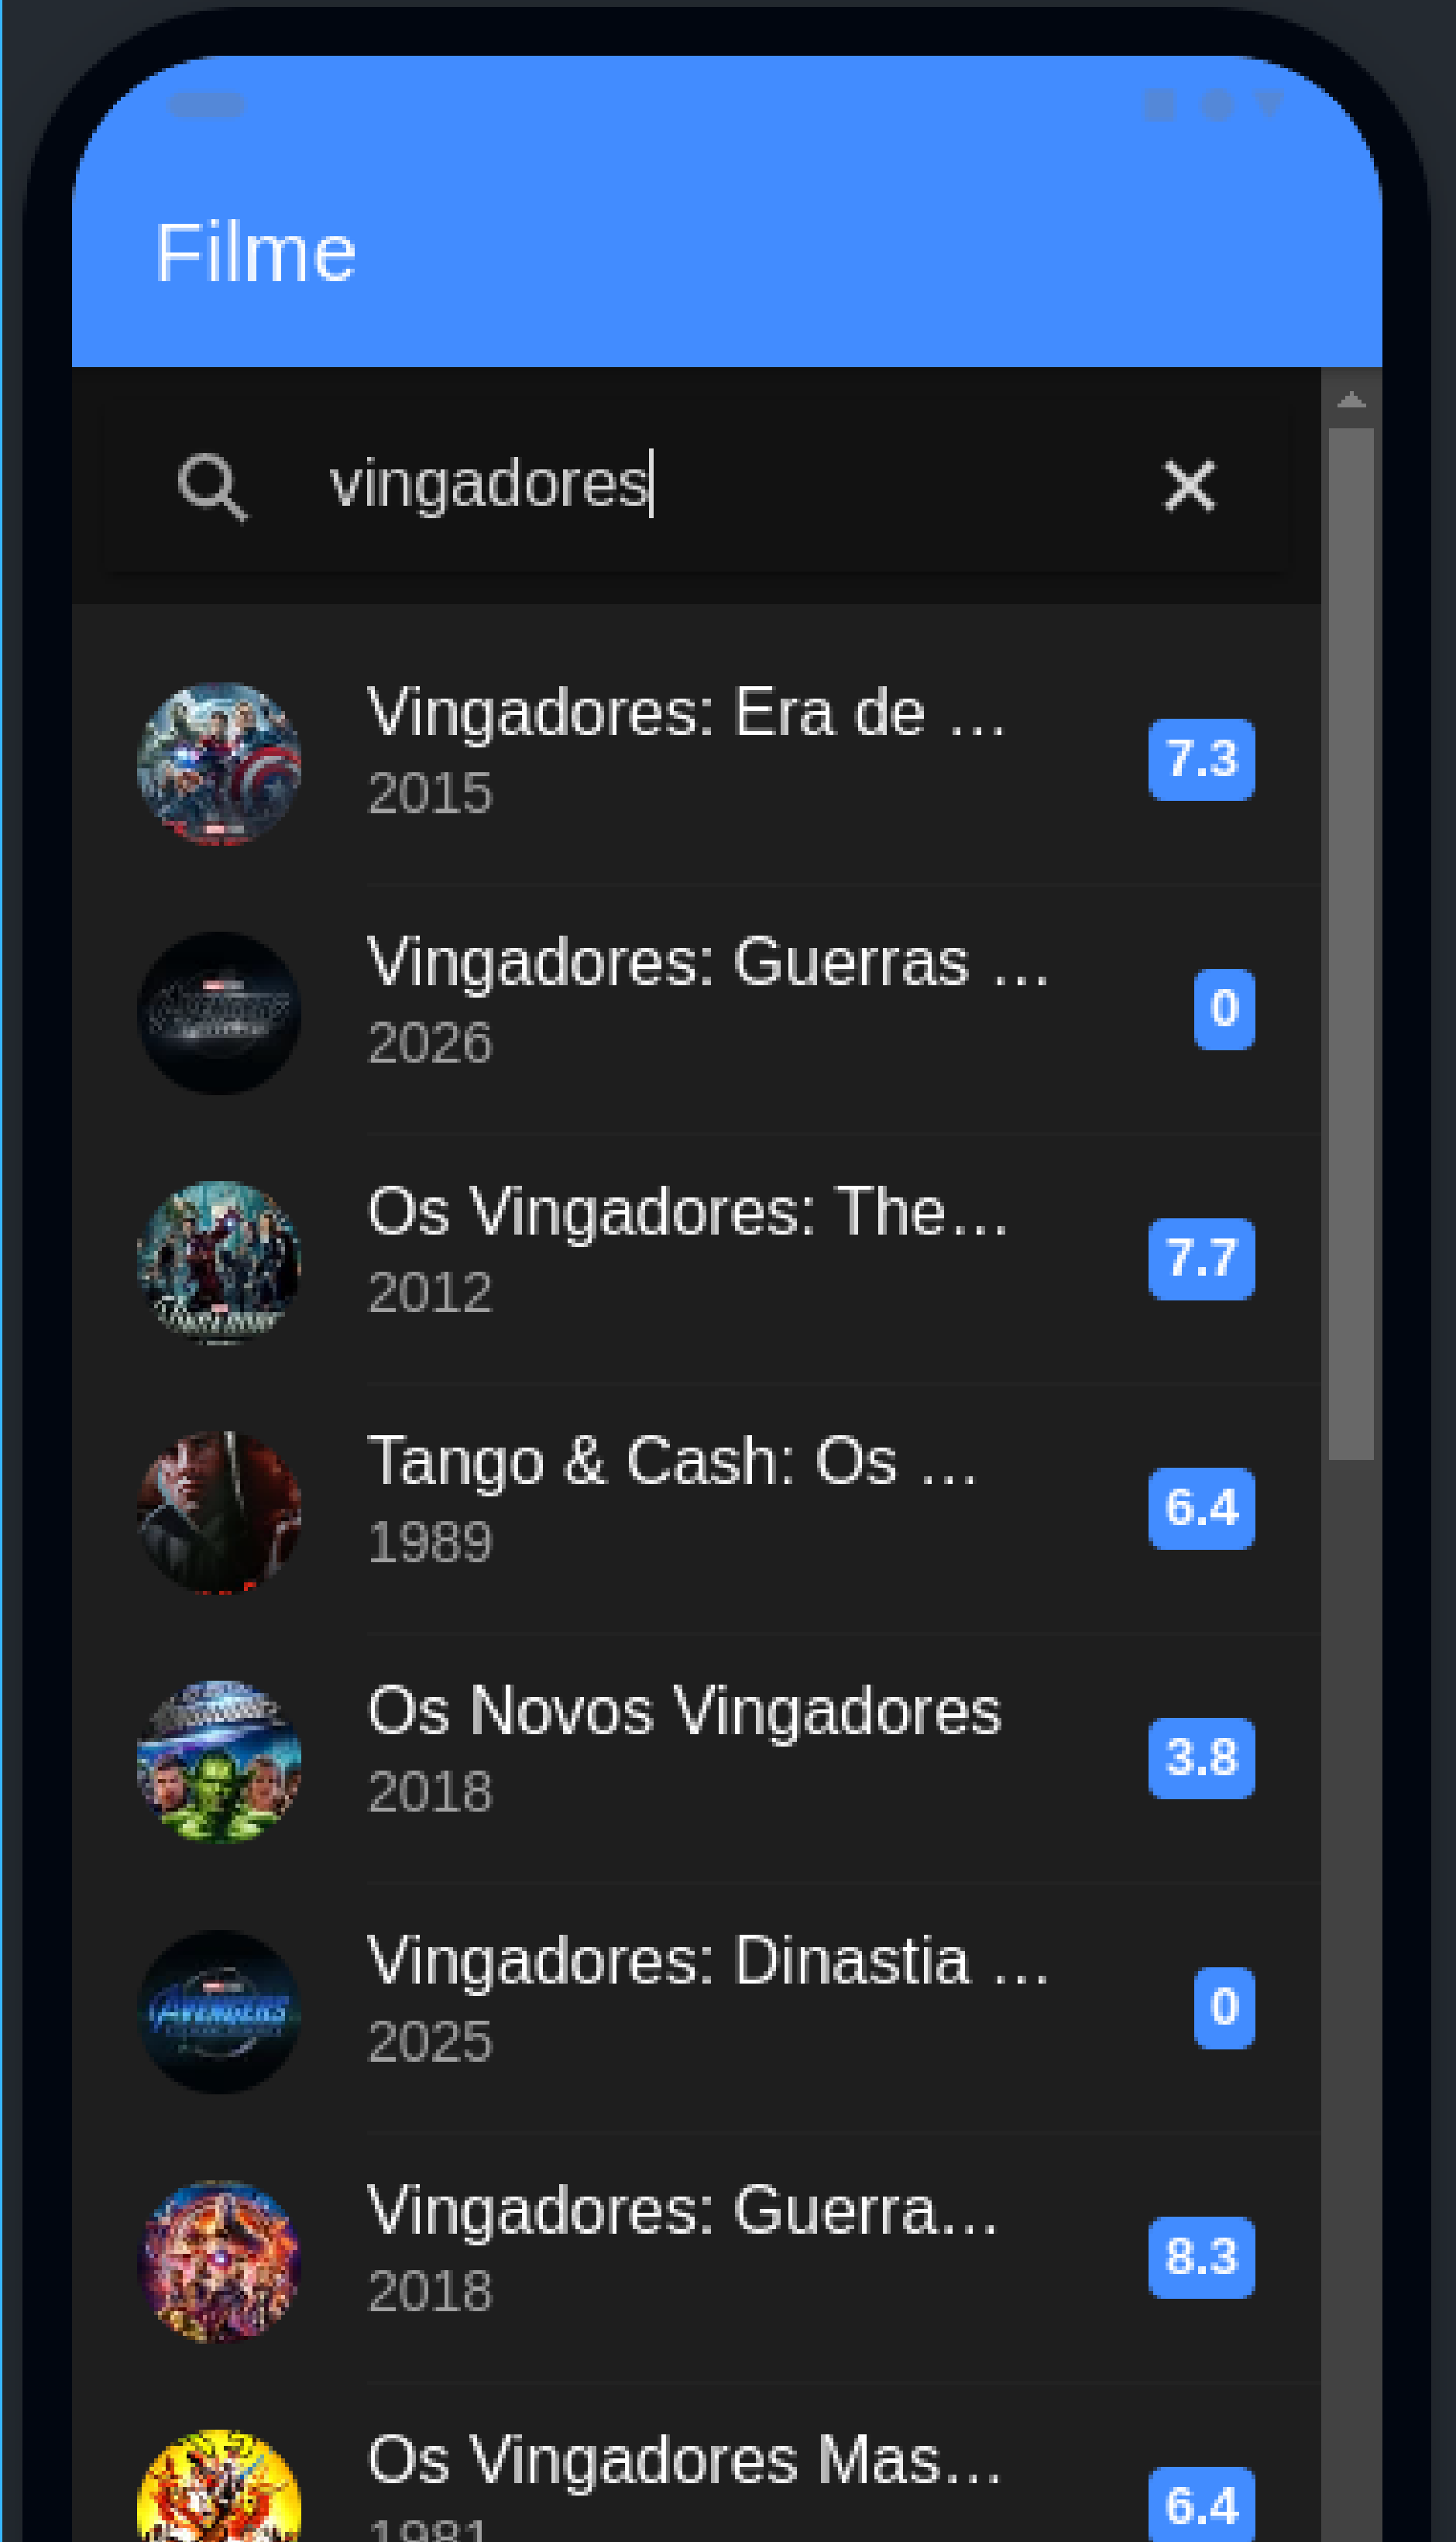 Filme
vingadores
Vingadores: Era de ...
2015
7.3
Vingadores: Guerras ...
2026
0
Os Vingadores: The...
2012
7.7
Tango & Cash: Os ...
1989
6.4
Os Novos Vingadores
2018
3.8
Vingadores: Dinastia ...
2025
0
AVENGERS
Vingadores: Guerra...
2018
8.3
Os Vingadores Mas...
1981
6.4